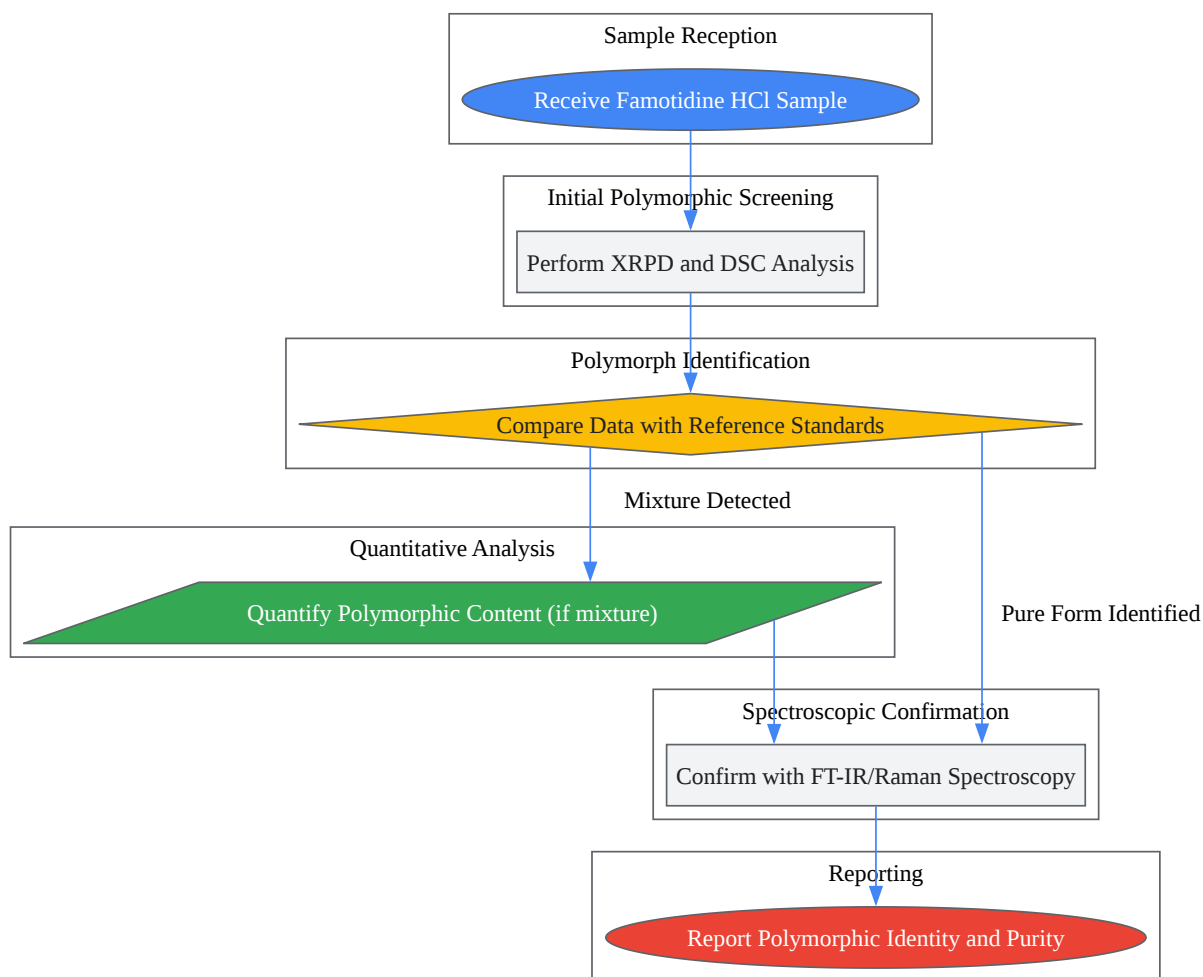 Sample Reception
Receive Famotidine HCl Sample
Initial Polymorphic Screening
Perform XRPD and DSC Analysis
Polymorph Identification
Compare Data with Reference Standards
Mixture Detected
Quantitative Analysis
Quantify Polymorphic Content (if mixture)
Pure Form Identified
Spectroscopic Confirmation
Confirm with FT-IR/Raman Spectroscopy
Reporting
Report Polymorphic Identity and Purity